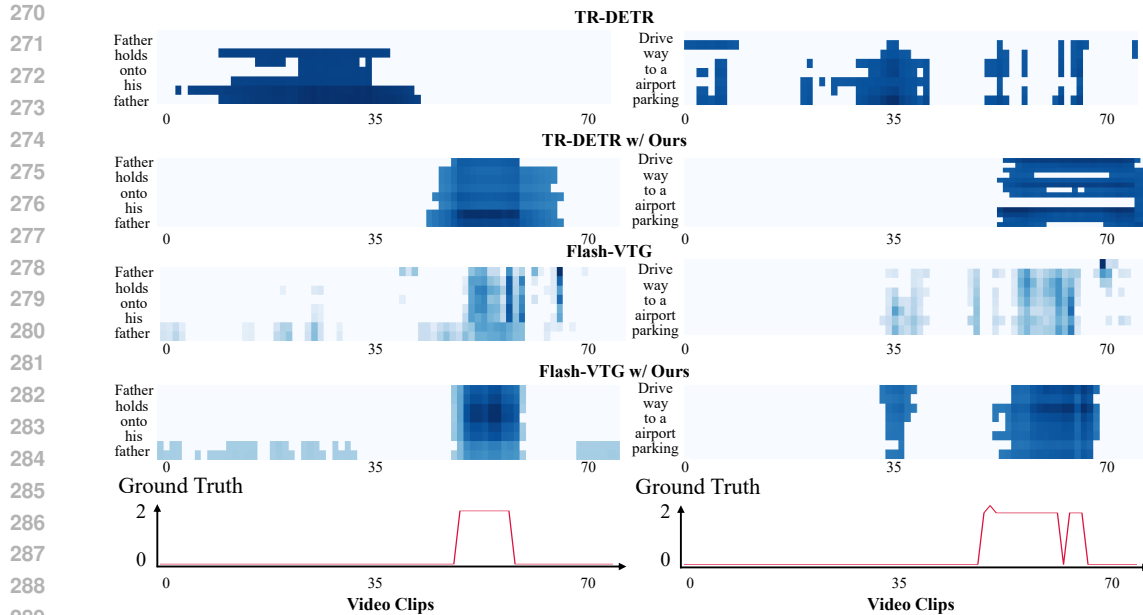 270
TR-DETR
271
Father holds onto his father
Drive way to a airport parking
272
273
0 35 70
0 35 70
274
TR-DETR w/ Ours
275
Father holds onto his father
Drive way to a airport parking
276
277
0 35 70
0 35 70
Flash-VTG
278
Father holds onto his father
Drive way to a airport parking
279
280
0 35 70
0 35 70
281
Flash-VTG w/ Ours
282
Father holds onto his father
Drive way to a airport parking
283
284
0 35 70
0 35 70
285
Ground Truth
Ground Truth
286
2
2
287
0
0
288
0 35 70
0 35 70
Video Clips
Video Clips
289